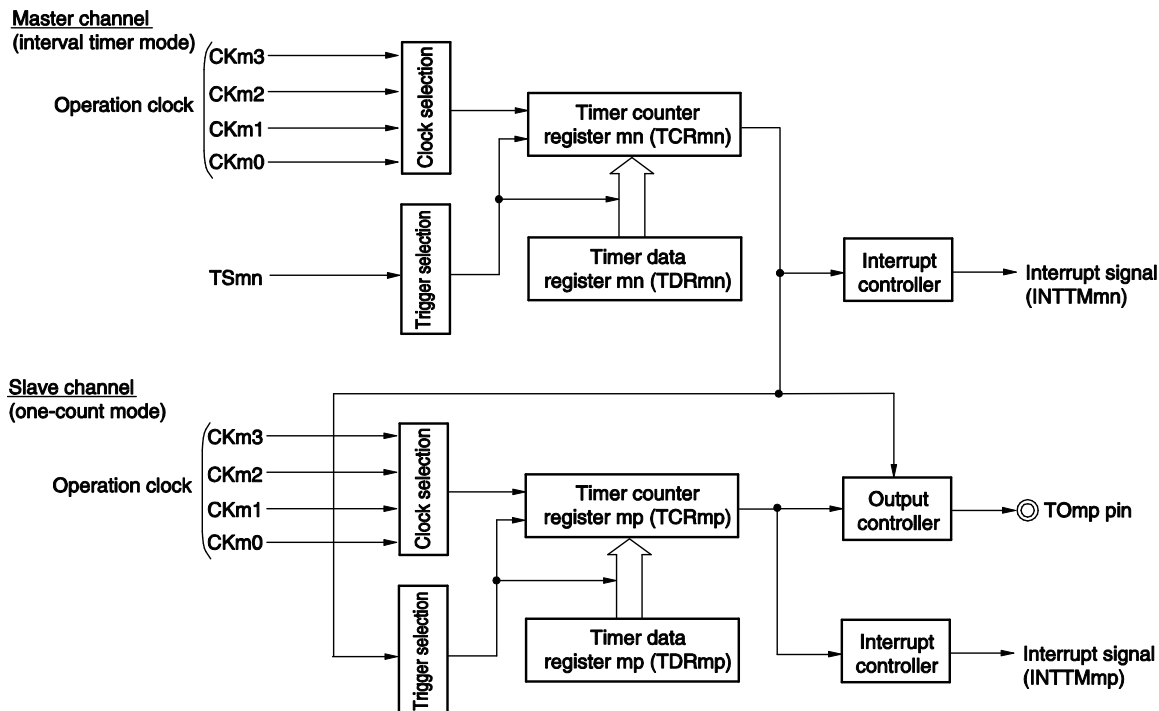 Master channel
(interval timer mode)
Operation clock
CKm3
CKm2
CKm1
CKm0
Clock selection
Timer counter
register mn (TCRmn)
TSmn
Trigger selection
Timer data
register mn (TDRmn)
Interrupt
controller
Interrupt signal
(INTTMmn)
Slave channel
(one-count mode)
Operation clock
CKm3
CKm2
CKm1
CKm0
Clock selection
Timer counter
register mp (TCRmp)
Output
controller
TOmp pin
Trigger selection
Timer data
register mp (TDRmp)
Interrupt
controller
Interrupt signal
(INTTMmp)